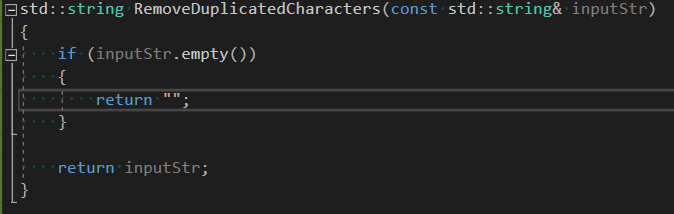 std::string RemoveDuplicatedCharacters(const std::string& inputStr)
{
    if (inputStr.empty())
    {
        return "";
    }

    return inputStr;
}